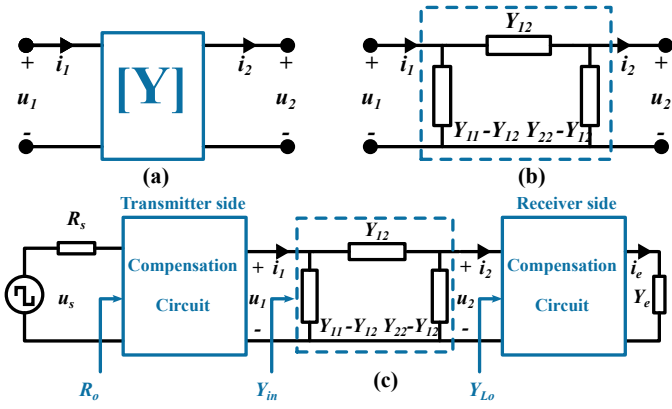 i1 [Y] i2
+ +
u1 u2
- -
(a)
Y12
i1 i2
+ +
u1 u2
Y11-Y12 Y22-Y12
- -
(b)
Transmitter side
Receiver side
Rs
Compensation
Circuit
us
Ro
i1
+
u1
-
Yin
Y12
Y11-Y12 Y22-Y12
i2
+
u2
-
YLo
Compensation
Circuit
ie
Ye
(c)